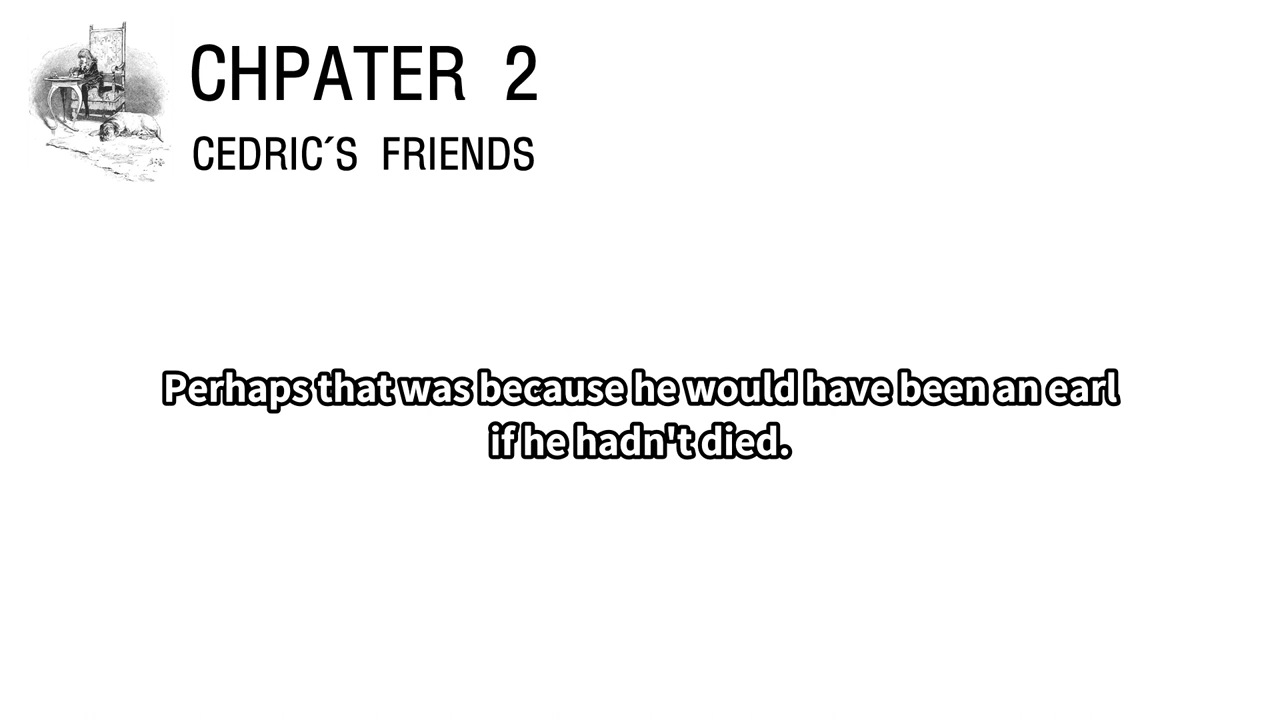 CHPATER 2
CEDRIC´S FRIENDS
Perhaps that was because he would have been an earl
if he hadn't died.